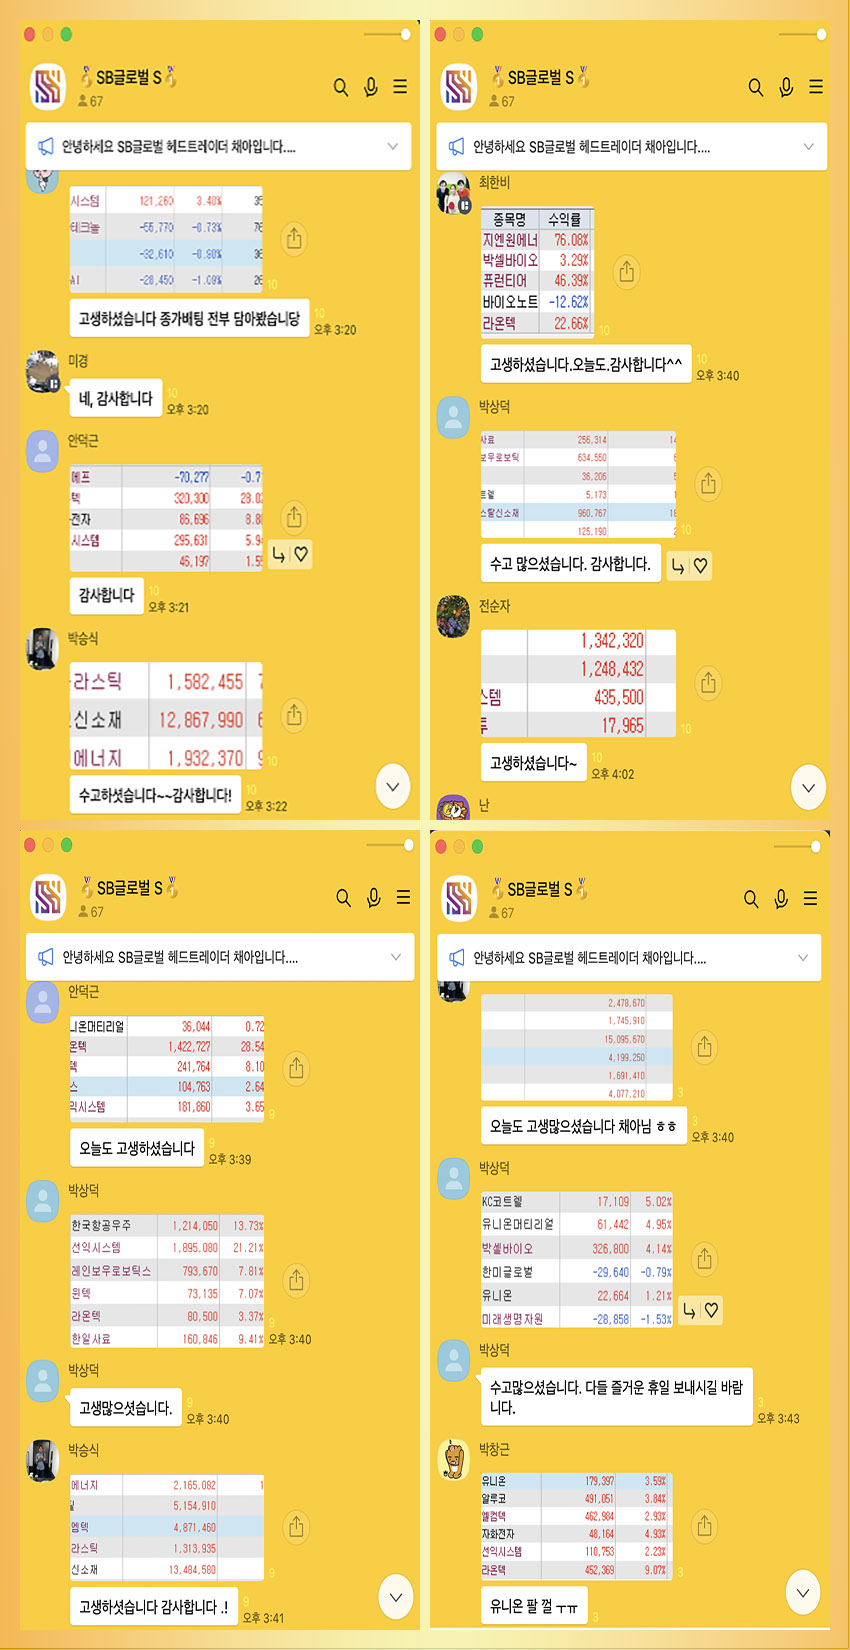 🏅SB글로벌 S🏅
67
안녕하세요 SB글로벌 헤드트레이더 채아입니다....
시스템 121,260 3.40% 35
테크놀 -55,770 -0.73% 76
-32,610 -0.90% 36
AI -28,450 -1.09% 26
10
고생하셨습니다 종가배팅 전부 담아봤습니당
10
오후 3:20
미경
네, 감사합니다
10
오후 3:20
안덕근
메프 -70,277 -0.7
텍 320,300 28.0
전자 86,696 8.8
시스템 295,631 5.9
46,197 1.5
감사합니다
10
오후 3:21
박승식
라스틱 1,582,455
신소재 12,867,990 6
에너지 1,932,370 9
10
수고하셧습니다~~감사합니다!
10
오후 3:22
🏅SB글로벌 S🏅
67
안녕하세요 SB글로벌 헤드트레이더 채아입니다....
최한비
종목명 수익률
지엔원에너 76.08%
박셀바이오 3.29%
퓨런티어 46.39%
바이오노트 -12.62%
라온텍 22.66%
10
고생하셨습니다.오늘도.감사합니다^^
10
오후 3:40
박상덕
사료 256,314 14
보우로보틱 634,550 6
36,206 5
트렐 5,173 1
스탈신소재 960,767 18
125,190 2
10
수고 많으셨습니다. 감사합니다.
전순자
1,342,320
1,248,432
스템 435,500
투 17,965
10
고생하셨습니다~
10
오후 4:02
난
🏅SB글로벌 S🏅
67
안녕하세요 SB글로벌 헤드트레이더 채아입니다....
안덕근
니온머티리얼 36,044 0.72
온텍 1,422,727 28.54
텍 241,764 8.10
스 104,763 2.64
익시스템 181,860 3.65
9
오늘도 고생하셨습니다
9
오후 3:39
박상덕
한국항공우주 1,214,050 13.73%
선익시스템 1,895,080 21.21%
레인보우로보틱스 793,670 7.81%
윈텍 73,135 7.07%
라온텍 80,500 3.37%
한일사료 160,846 9.41%
9
오후 3:40
박상덕
고생많으셧습니다.
9
오후 3:40
박승식
에너지 2,165,082 1
5,154,910
엠텍 4,871,460
라스틱 1,313,935
신소재 13,484,580
9
고생하셧습니다 감사합니다 .!
9
오후 3:41
🏅SB글로벌 S🏅
67
안녕하세요 SB글로벌 헤드트레이더 채아입니다....
2,478,670
1,745,910
15,095,670
4,199,250
1,691,410
4,077,210
3
오늘도 고생많으셨습니다 채아님 ㅎㅎ
3
오후 3:40
박상덕
KC코트렐 17,109 5.02%
유니온머티리얼 61,442 4.95%
박셀바이오 326,800 4.14%
한미글로벌 -29,640 -0.79%
유니온 22,664 1.21%
미래생명자원 -28,858 -1.53%
박상덕
수고많으셨습니다. 다들 즐거운 휴일 보내시길 바랍
니다.
3
오후 3:43
박창근
유니온 179,397 3.59%
알루코 491,051 3.84%
엘컴텍 462,984 2.93%
자화전자 48,164 4.93%
선익시스템 110,753 2.23%
라온텍 452,369 9.07%
3
유니온 팔 껄 ㅜㅠ
3